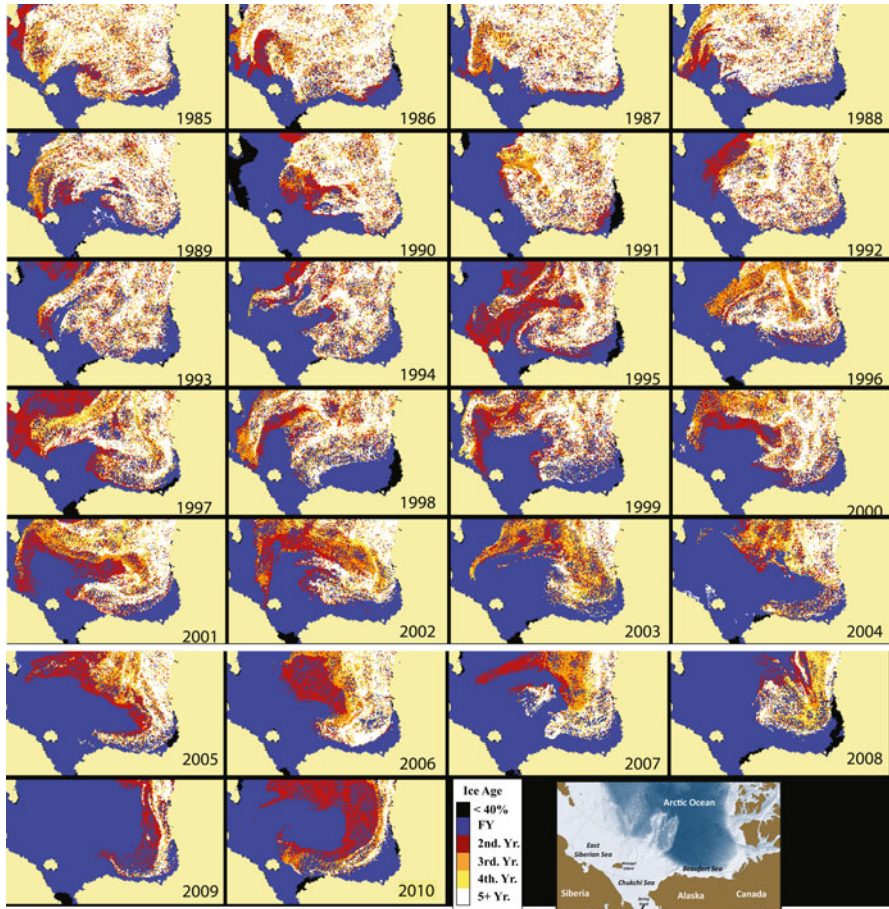 1985
1986
1987
1988
1989
1990
1991
1992
1993
1994
1995
1996
1997
1998
1999
2000
2001
2002
2003
2004
2005
2006
2007
2008
2009
2010
Ice Age
< 40%
FY
2nd. Yr.
3rd. Yr.
4th. Yr.
5+ Yr.
Arctic Ocean
East
Siberian Sea
Wrangel
Island
Beaufort Sea
Chukchi Sea
Siberia
Alaska
Canada